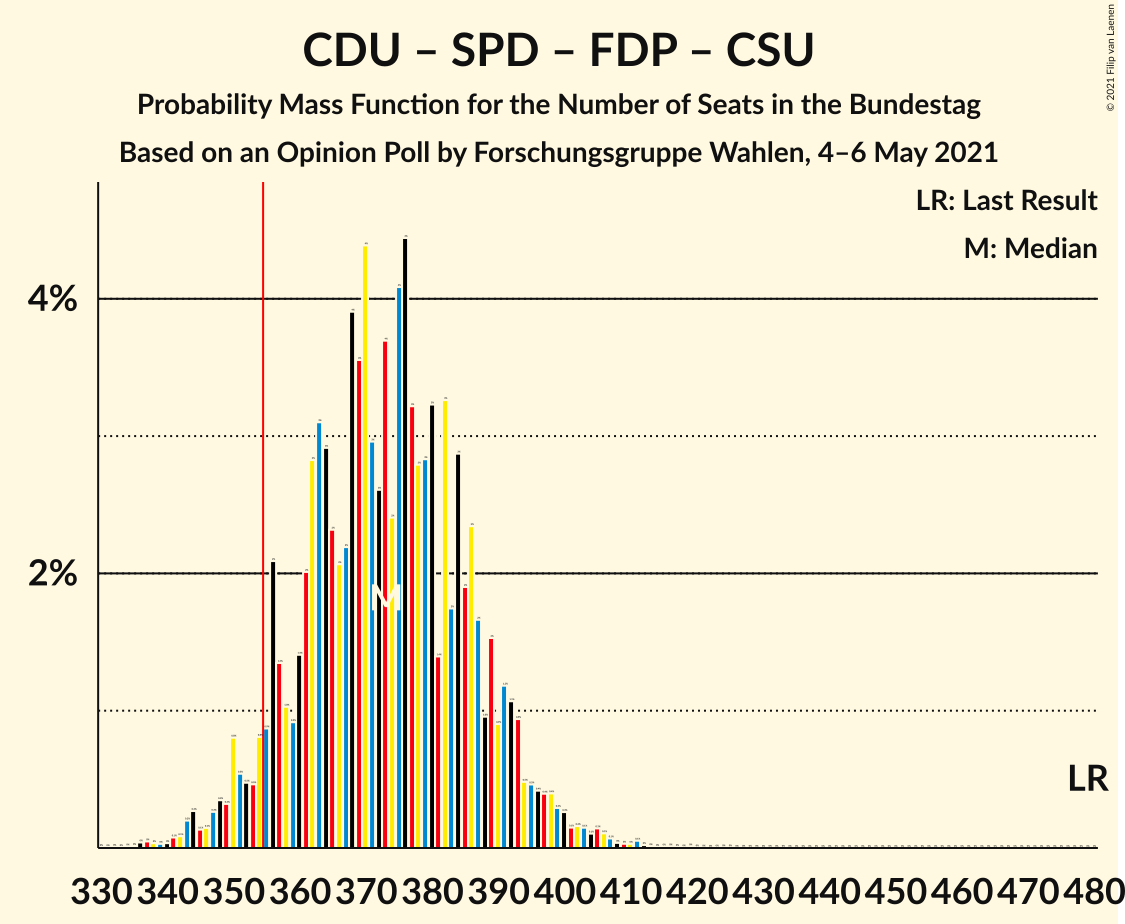 CDU – SPD – FDP – CSU
Probability Mass Function for the Number of Seats in the Bundestag
Based on an Opinion Poll by Forschungsgruppe Wahlen, 4–6 May 2021
© 2021 Filip van Laenen
LR: Last Result
M: Median
4%
2%
M
LR
330 340 350 360 370 380 390 400 410 420 430 440 450 460 470 480